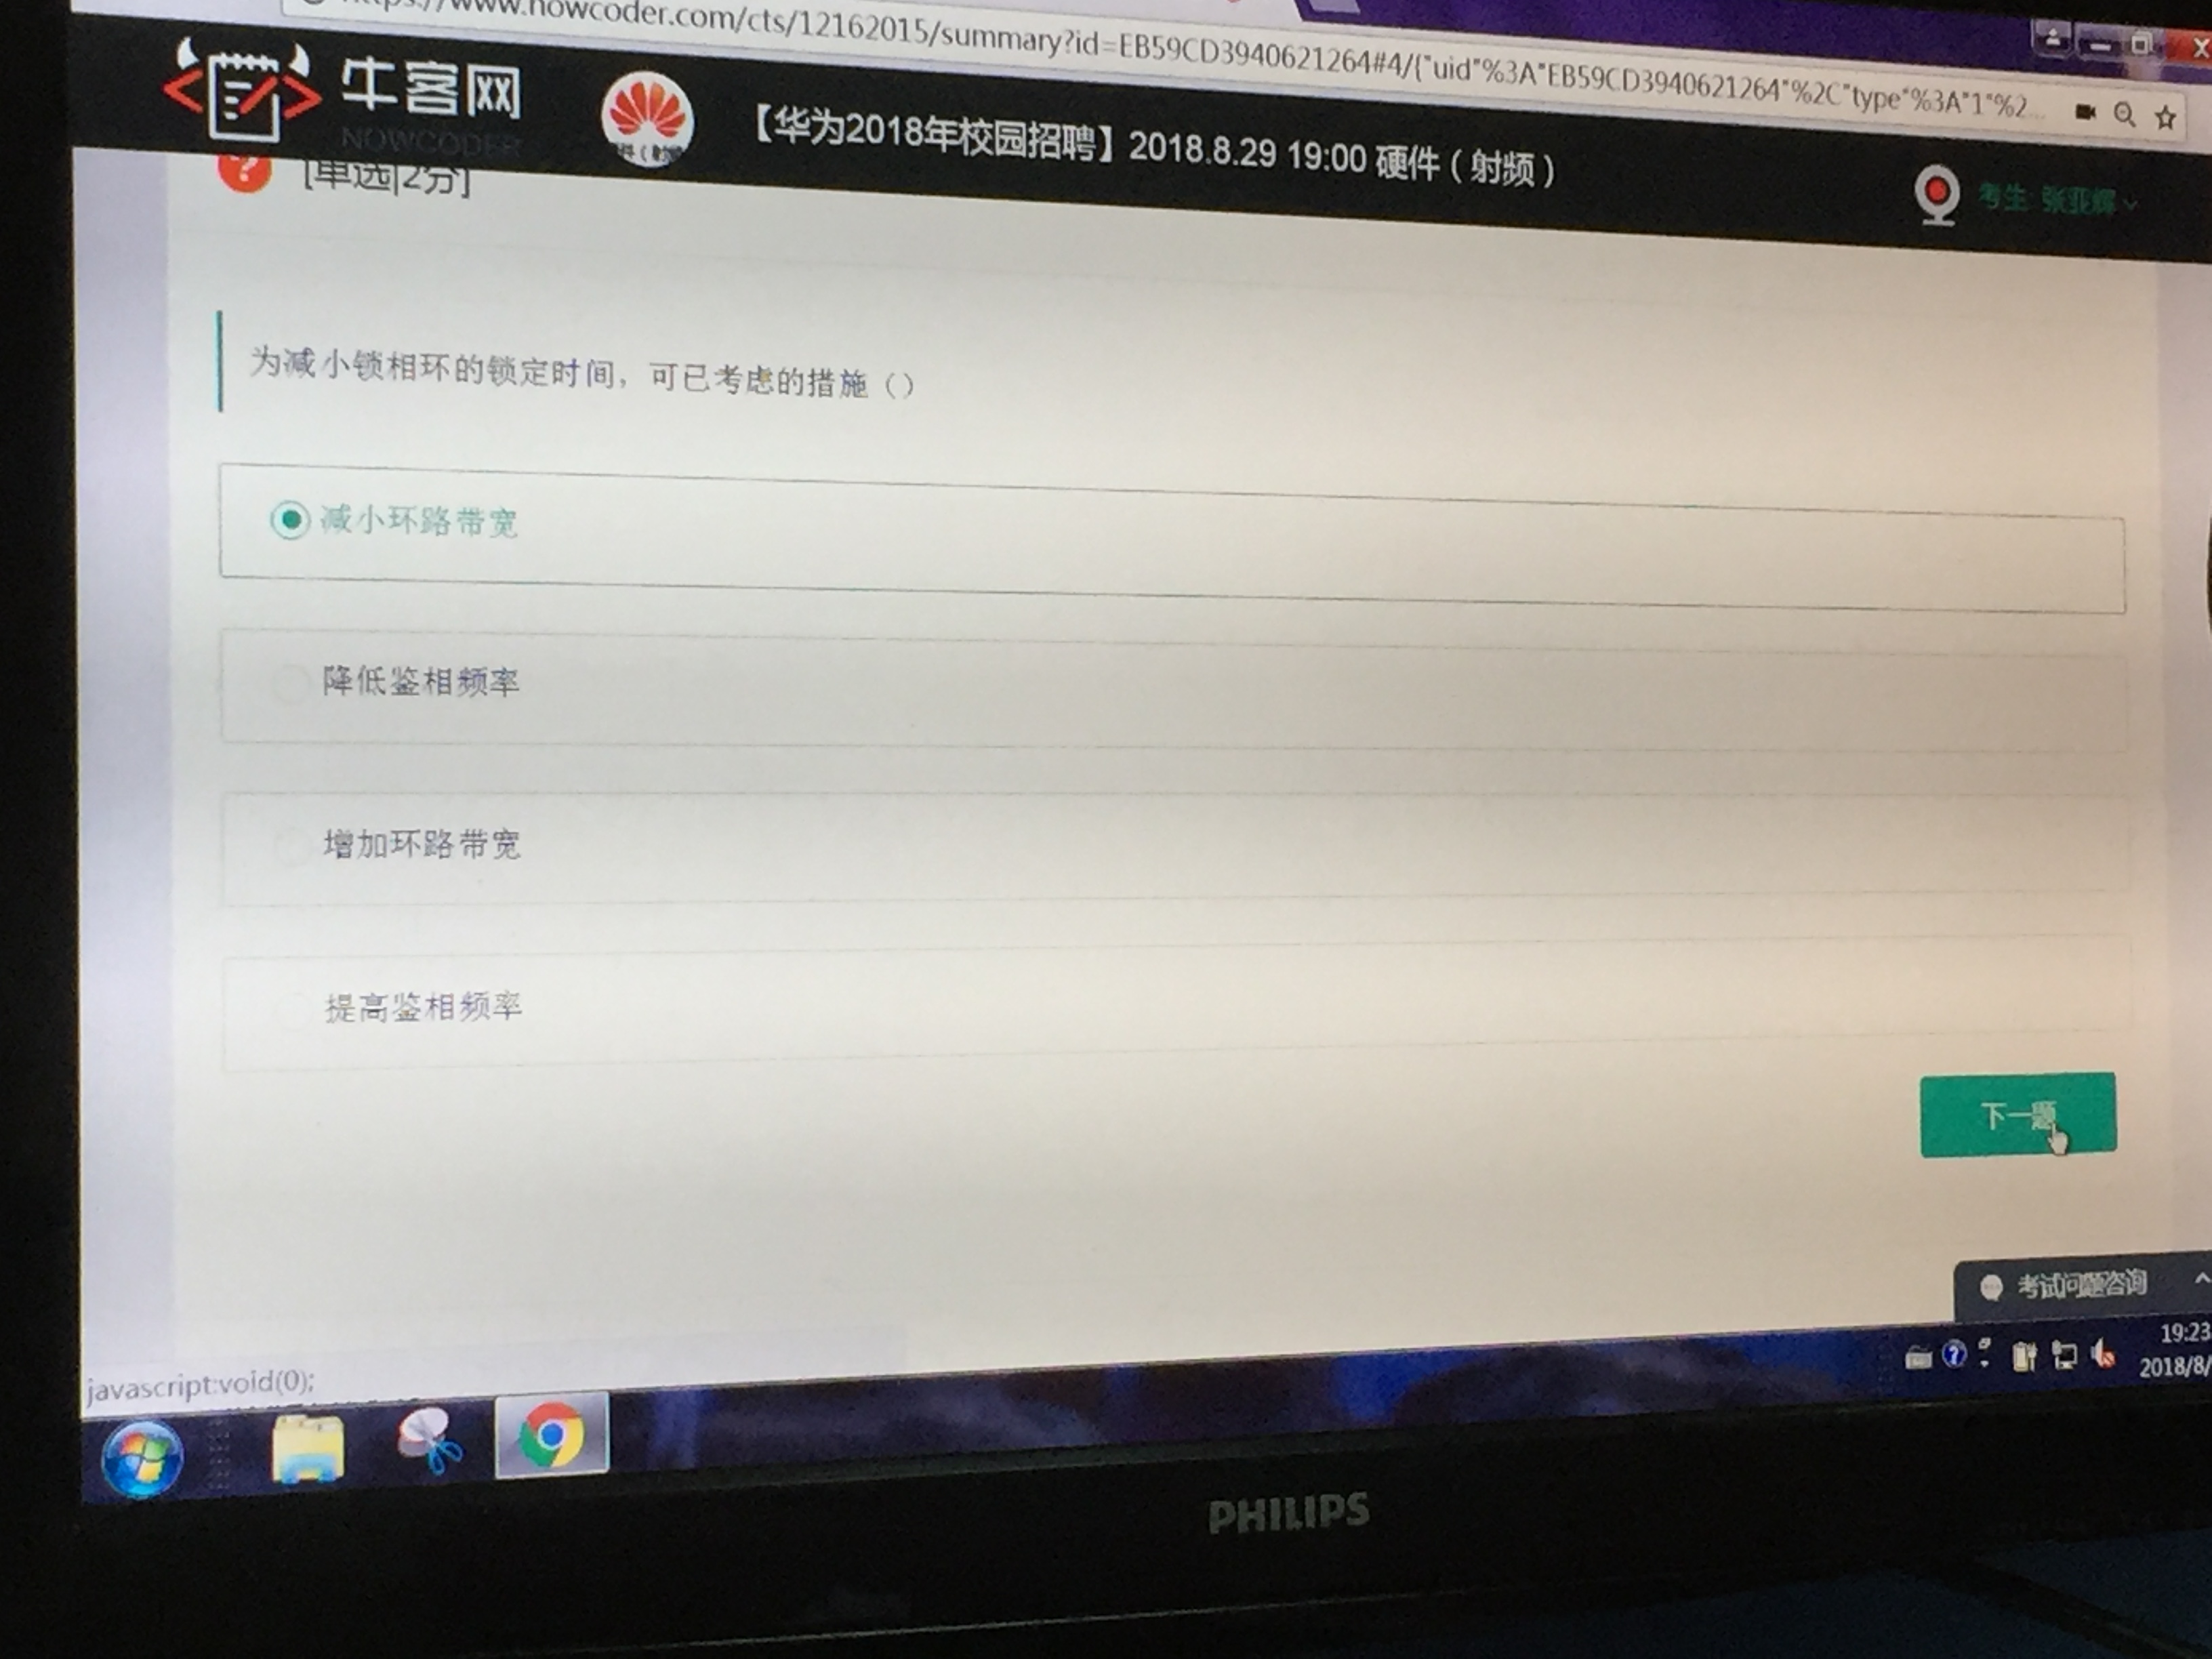 www.nowcoder.com/cts/12162015/summary?id=EB59CD3940621264#4/{"uid"%3A"EB59CD3940621264"%2C"type"%3A"1"%2...
牛客网
NOWCODER
【华为2018年校园招聘】2018.8.29 19:00 硬件（射频）
考生 张亚辉
[单选|2分]
为减小锁相环的锁定时间，可已考虑的措施（）
减小环路带宽
降低鉴相频率
增加环路带宽
提高鉴相频率
下一题
考试问题咨询
19:23
2018/8/
javascript:void(0);
PHILIPS